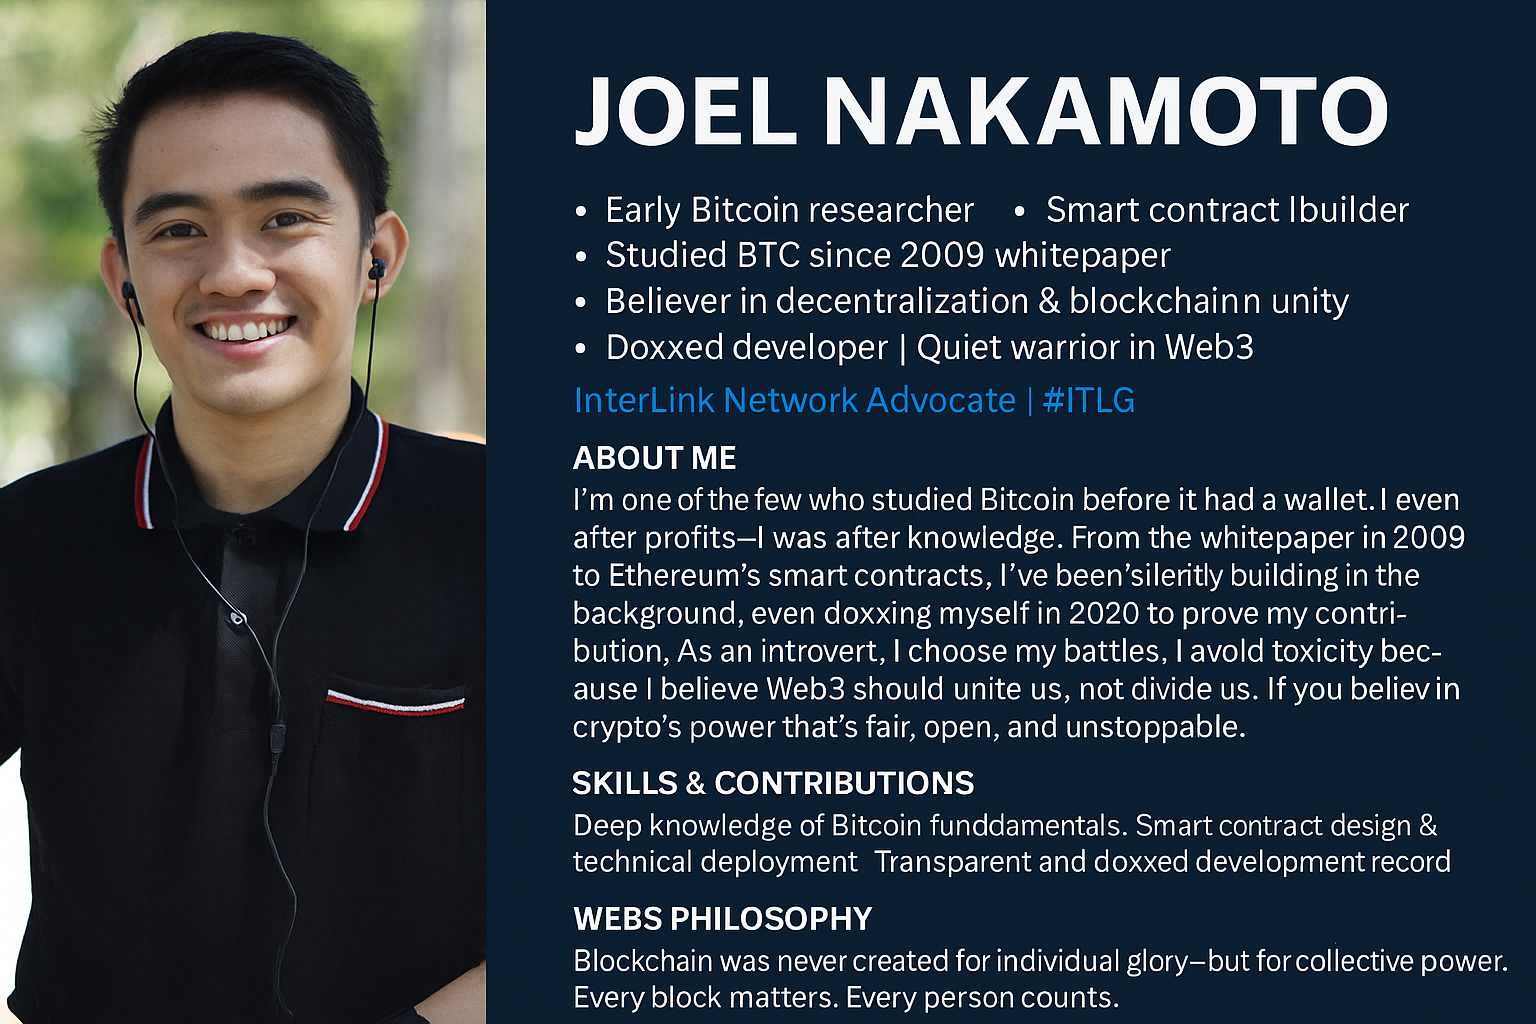 JOEL NAKAMOTO
• Early Bitcoin researcher • Smart contract Ibuilder
• Studied BTC since 2009 whitepaper
• Believer in decentralization & blockchainn unity
• Doxxed developer | Quiet warrior in Web3
InterLink Network Advocate | #ITLG
ABOUT ME
I'm one of the few who studied Bitcoin before it had a wallet. I even
after profits—I was after knowledge. From the whitepaper in 2009
to Ethereum's smart contracts, I've been'sileritly building in the
background, even doxxing myself in 2020 to prove my contri-
bution, As an introvert, I choose my battles, I avold toxicity bec-
ause I believe Web3 should unite us, not divide us. If you believ in
crypto's power that's fair, open, and unstoppable.
SKILLS & CONTRIBUTIONS
Deep knowledge of Bitcoin funddamentals. Smart contract design &
technical deployment Transparent and doxxed development record
WEBS PHILOSOPHY
Blockchain was never created for individual glory—but for collective power.
Every block matters. Every person counts.